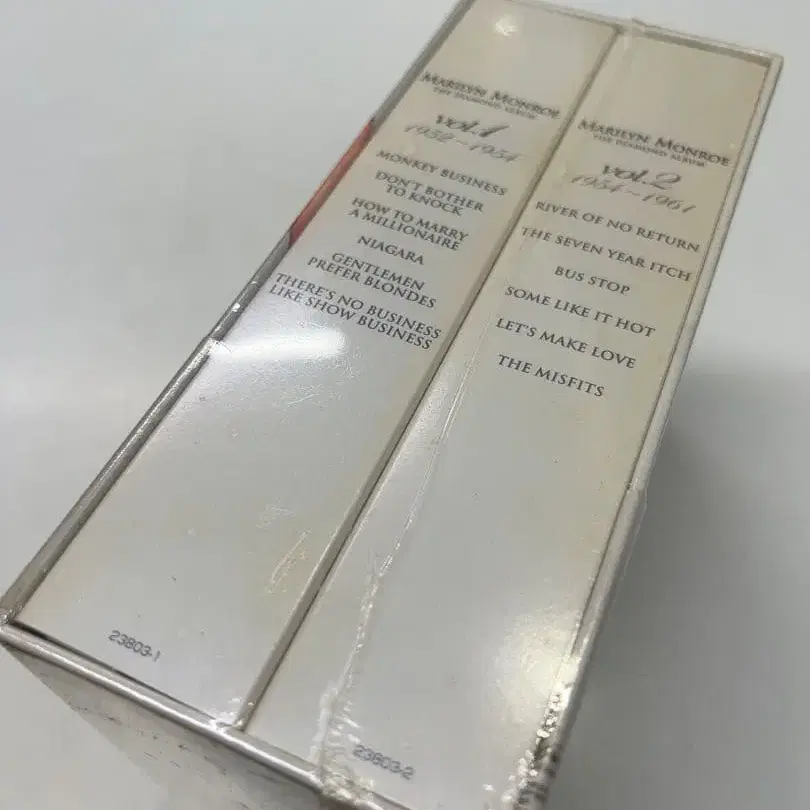 MARILYN MONROE
THE DIAMOND ALBUM
vol.1
1952~1954
MONKEY BUSINESS
DON'T BOTHER
TO KNOCK
HOW TO MARRY
A MILLIONAIRE
NIAGARA
GENTLEMEN
PREFER BLONDES
THERE'S NO BUSINESS
LIKE SHOW BUSINESS
23803-1
MARILYN MONROE
THE DIAMOND ALBUM
vol.2
1954~1961
RIVER OF NO RETURN
THE SEVEN YEAR ITCH
BUS STOP
SOME LIKE IT HOT
LET'S MAKE LOVE
THE MISFITS
23803-2